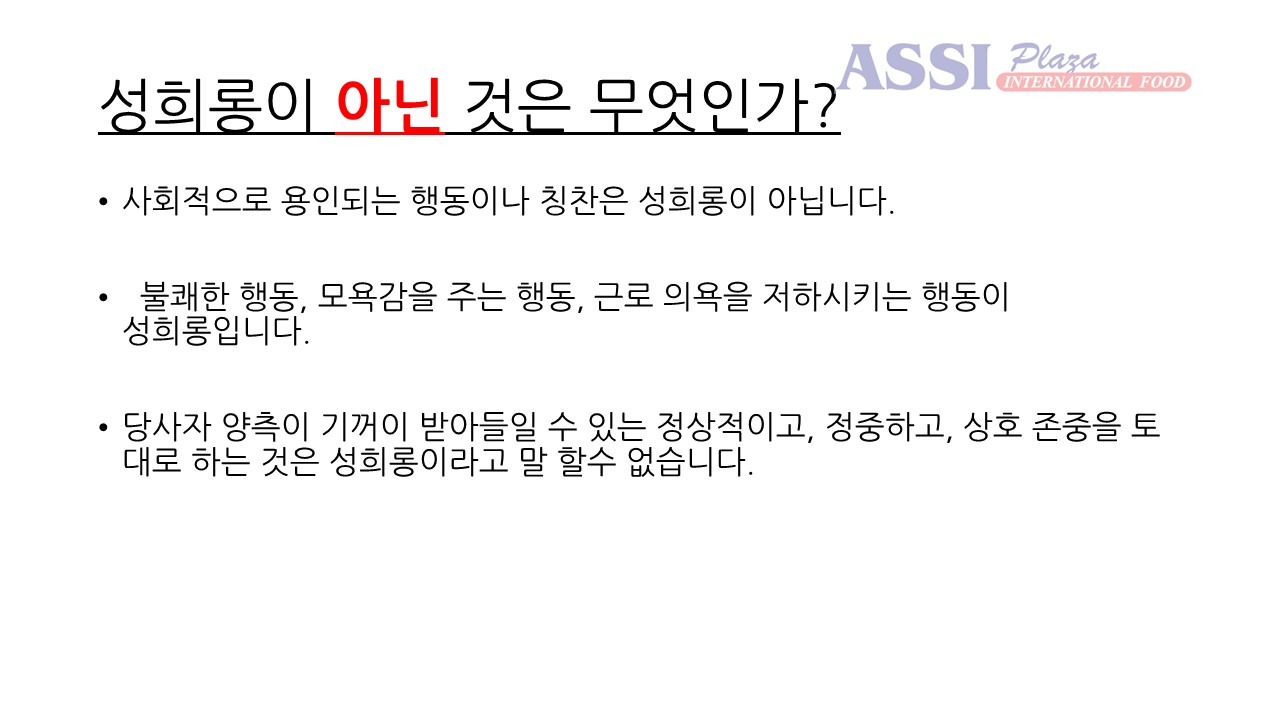 ASSI Plaza
INTERNATIONAL FOOD
성희롱이 아닌 것은 무엇인가?
• 사회적으로 용인되는 행동이나 칭찬은 성희롱이 아닙니다.
• 불쾌한 행동, 모욕감을 주는 행동, 근로 의욕을 저하시키는 행동이
성희롱입니다.
• 당사자 양측이 기꺼이 받아들일 수 있는 정상적이고, 정중하고, 상호 존중을 토
대로 하는 것은 성희롱이라고 말 할수 없습니다.